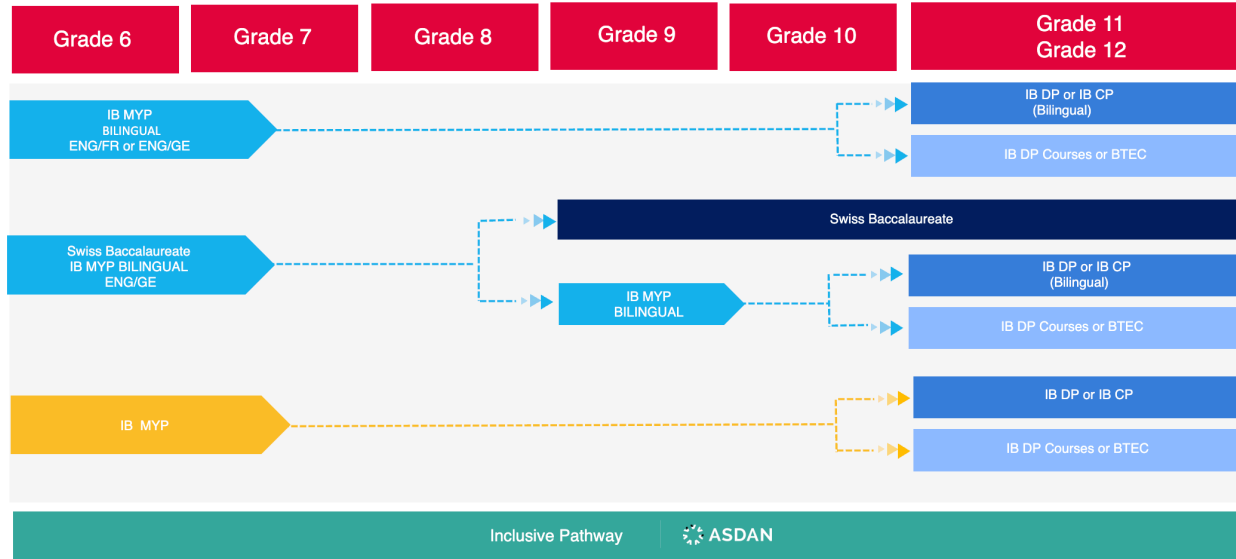 Grade 6
Grade 7
Grade 8
Grade 9
Grade 10
Grade 11
Grade 12
IB MYP
BILINGUAL
ENG/FR or ENG/GE
IB DP or IB CP
(Bilingual)
IB DP Courses or BTEC
Swiss Baccalaureate
IB MYP BILINGUAL
ENG/GE
Swiss Baccalaureate
IB MYP
BILINGUAL
IB DP or IB CP
(Bilingual)
IB DP Courses or BTEC
IB MYP
IB DP or IB CP
IB DP Courses or BTEC
Inclusive Pathway
ASDAN